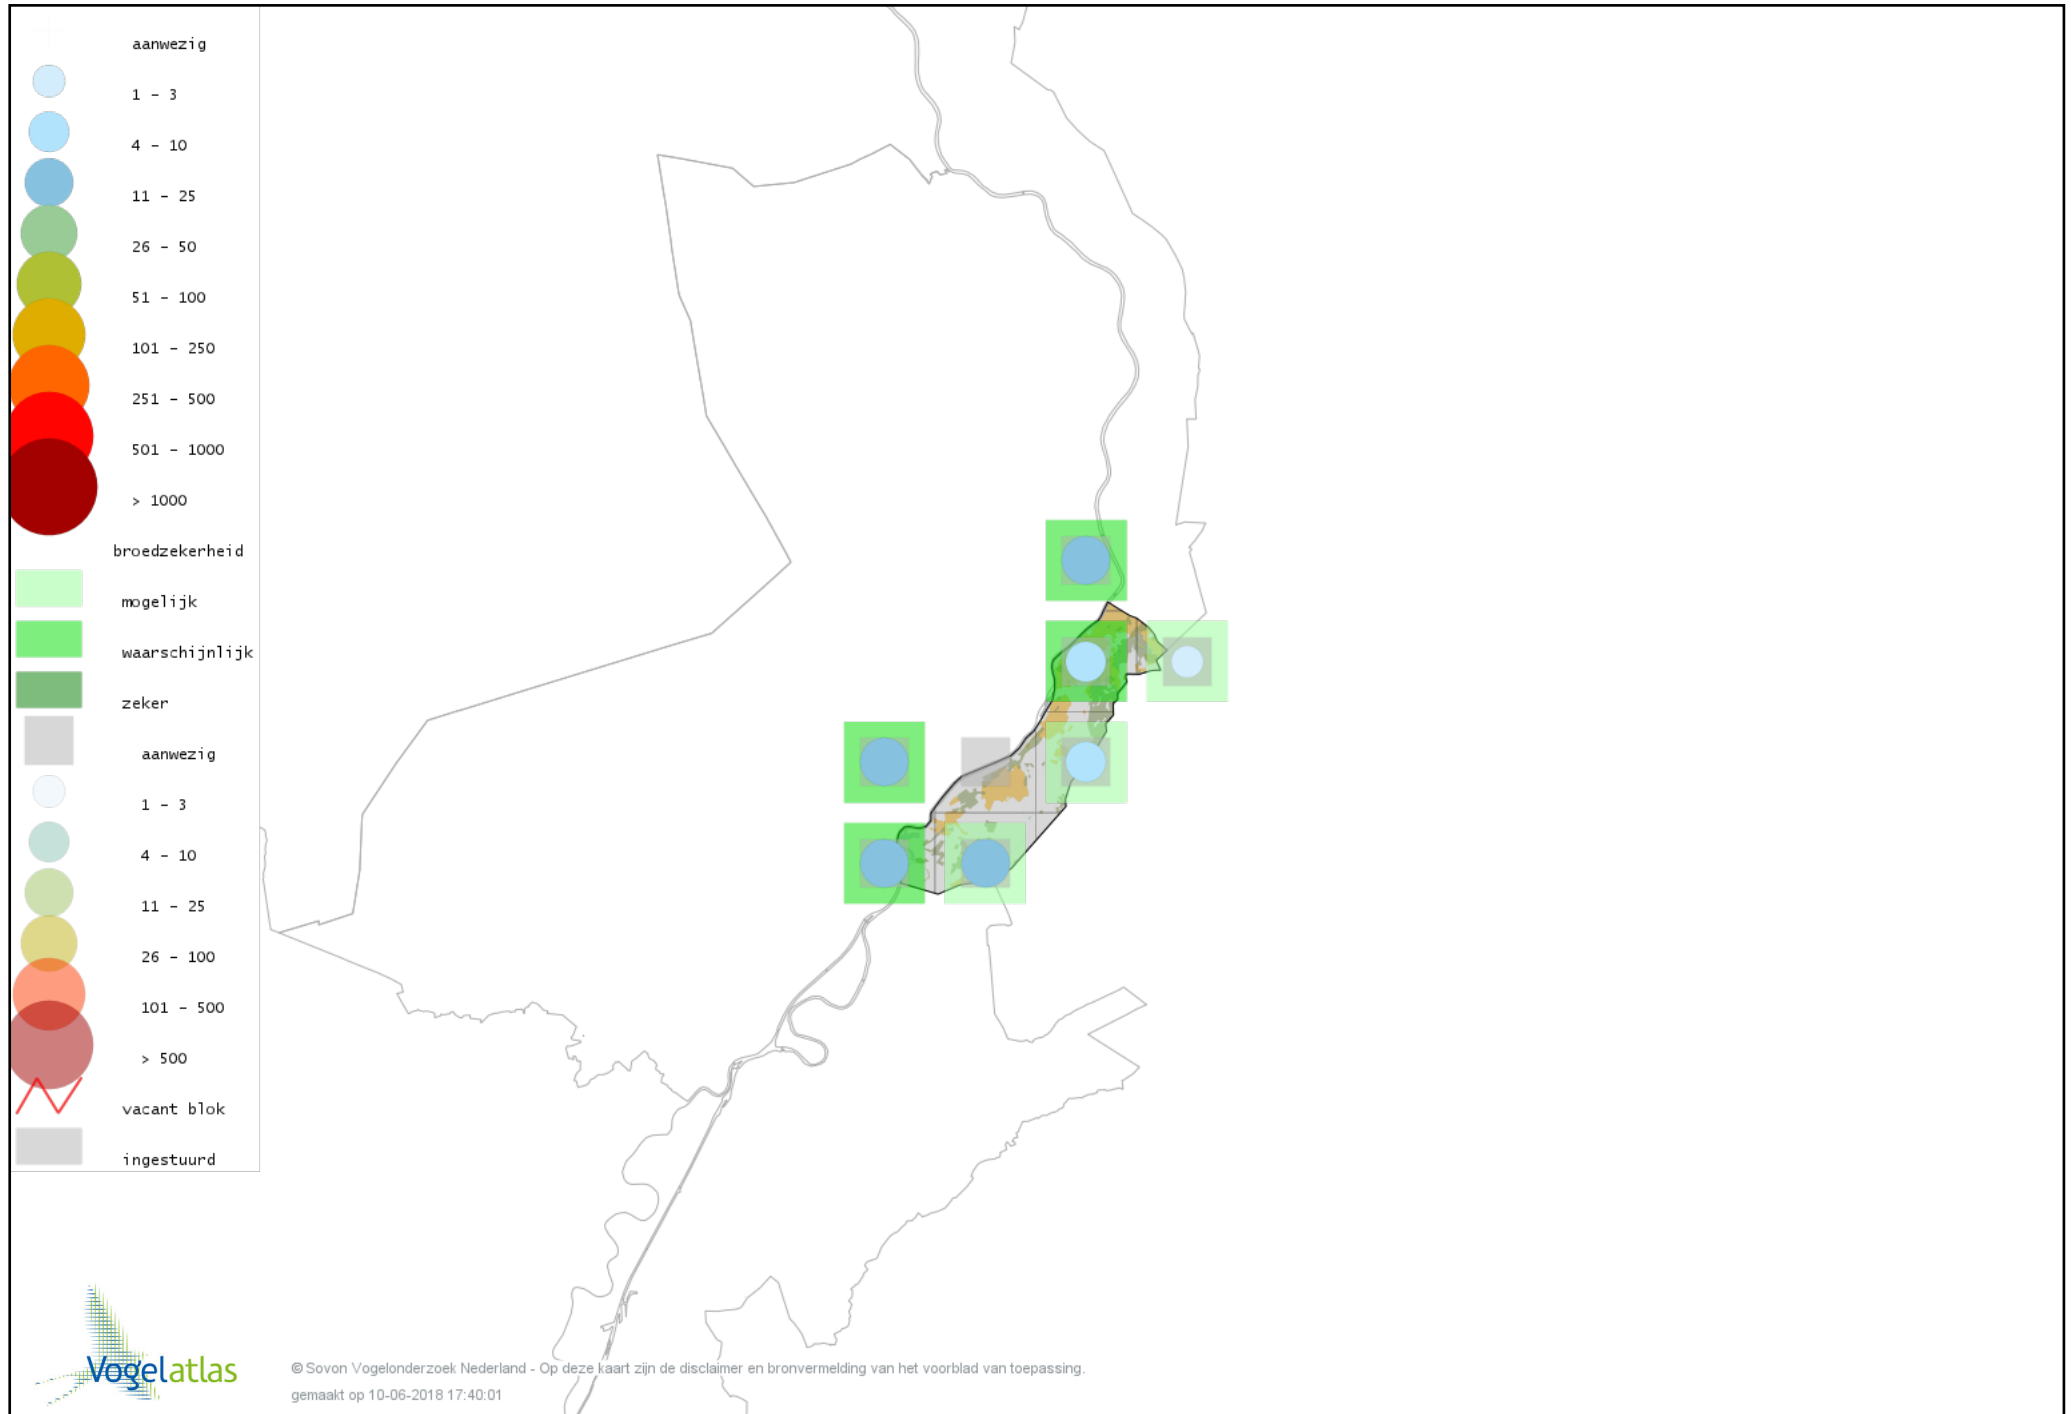 aanwezig
1 - 3
4 - 10
11 - 25
26 - 50
51 - 100
101 - 250
251 - 500
501 - 1000
> 1000
broedzekerheid
mogelijk
waarschijnlijk
zeker
aanwezig
1 - 3
4 - 10
11 - 25
26 - 100
101 - 500
> 500
vacant blok
ingestuurd
Vogelatlas
© Sovon Vogelonderzoek Nederland - Op deze kaart zijn de disclaimer en bronvermelding van het voorblad van toepassing.
gemaakt op 10-06-2018 17:40:01